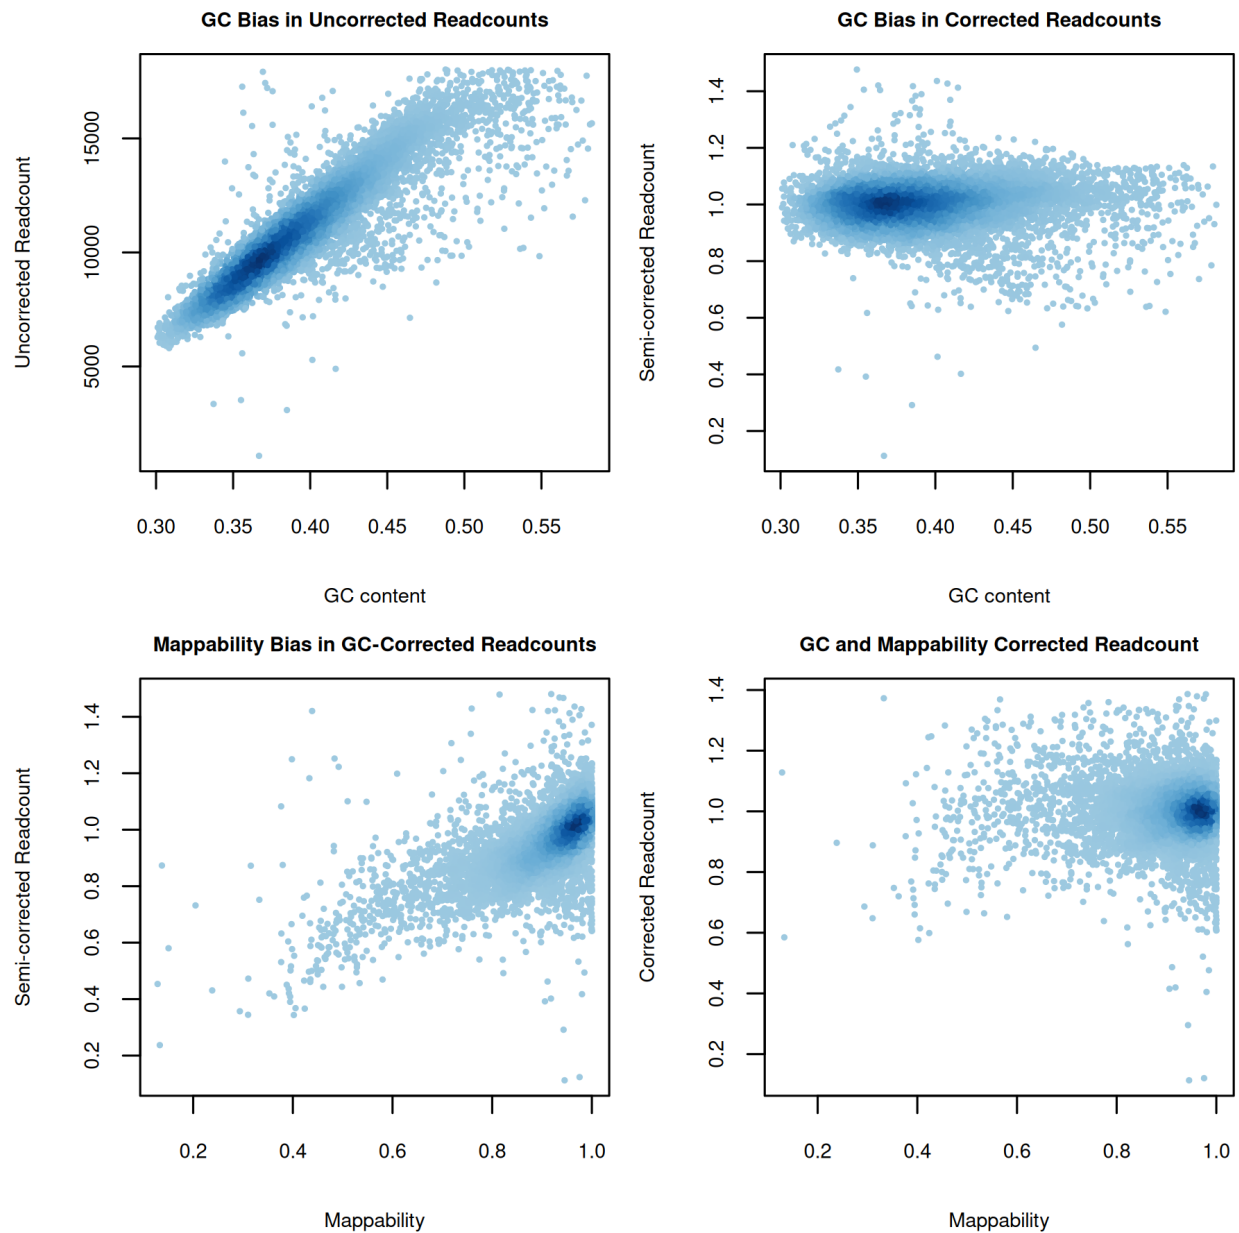 GC Bias in Uncorrected Readcounts
Uncorrected Readcount
15000
10000
5000
0.30 0.35 0.40 0.45 0.50 0.55
GC content
GC Bias in Corrected Readcounts
Semi-corrected Readcount
1.4
1.2
1.0
0.8
0.6
0.4
0.2
0.30 0.35 0.40 0.45 0.50 0.55
GC content
Mappability Bias in GC-Corrected Readcounts
Semi-corrected Readcount
1.4
1.2
1.0
0.8
0.6
0.4
0.2
0.2 0.4 0.6 0.8 1.0
Mappability
GC and Mappability Corrected Readcount
Corrected Readcount
1.4
1.2
1.0
0.8
0.6
0.4
0.2
0.2 0.4 0.6 0.8 1.0
Mappability